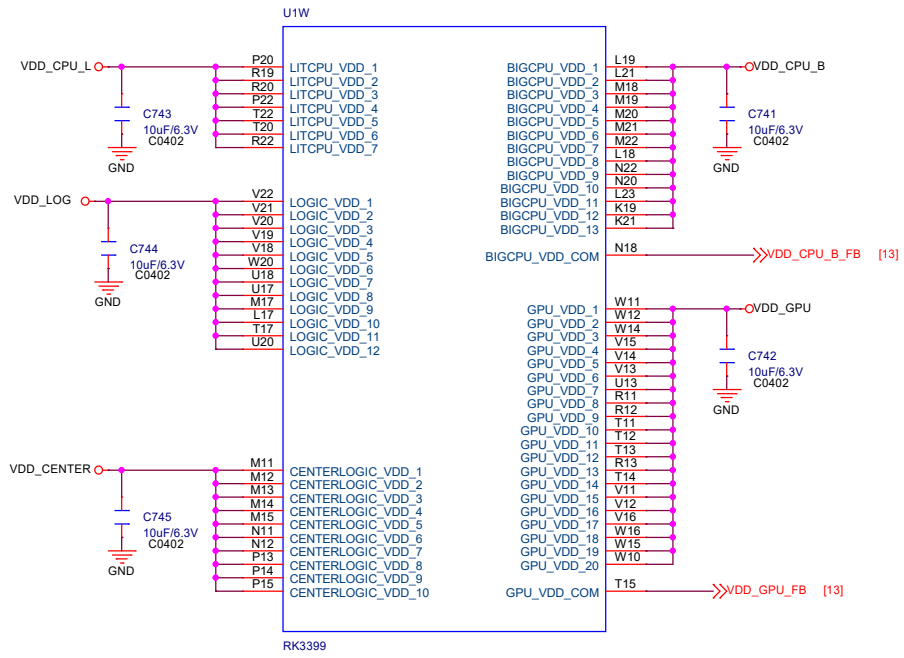 U1W
VDD_CPU_L
P20 LITCPU_VDD_1
R19 LITCPU_VDD_2
R20 LITCPU_VDD_3
P22 LITCPU_VDD_4
T22 LITCPU_VDD_5
T20 LITCPU_VDD_6
R22 LITCPU_VDD_7
C743
10uF/6.3V
C0402
GND
VDD_LOG
V22 LOGIC_VDD_1
V21 LOGIC_VDD_2
V20 LOGIC_VDD_3
V19 LOGIC_VDD_4
V18 LOGIC_VDD_5
W20 LOGIC_VDD_6
U18 LOGIC_VDD_7
U17 LOGIC_VDD_8
M17 LOGIC_VDD_9
L17 LOGIC_VDD_10
T17 LOGIC_VDD_11
U20 LOGIC_VDD_12
C744
10uF/6.3V
C0402
GND
VDD_CENTER
M11 CENTERLOGIC_VDD_1
M12 CENTERLOGIC_VDD_2
M13 CENTERLOGIC_VDD_3
M14 CENTERLOGIC_VDD_4
M15 CENTERLOGIC_VDD_5
N11 CENTERLOGIC_VDD_6
N12 CENTERLOGIC_VDD_7
P13 CENTERLOGIC_VDD_8
P14 CENTERLOGIC_VDD_9
P15 CENTERLOGIC_VDD_10
C745
10uF/6.3V
C0402
GND
BIGCPU_VDD_1 L19
BIGCPU_VDD_2 L21
BIGCPU_VDD_3 M18
BIGCPU_VDD_4 M19
BIGCPU_VDD_5 M20
BIGCPU_VDD_6 M21
BIGCPU_VDD_7 M22
BIGCPU_VDD_8 L18
BIGCPU_VDD_9 N22
BIGCPU_VDD_10 N20
BIGCPU_VDD_11 L23
BIGCPU_VDD_12 K19
BIGCPU_VDD_13 K21
VDD_CPU_B
C741
10uF/6.3V
C0402
GND
BIGCPU_VDD_COM N18 VDD_CPU_B_FB [13]
GPU_VDD_1 W11
GPU_VDD_2 W12
GPU_VDD_3 W14
GPU_VDD_4 V15
GPU_VDD_5 V14
GPU_VDD_6 V13
GPU_VDD_7 U13
GPU_VDD_8 R11
GPU_VDD_9 R12
GPU_VDD_10 T11
GPU_VDD_11 T12
GPU_VDD_12 T13
GPU_VDD_13 R13
GPU_VDD_14 T14
GPU_VDD_15 V11
GPU_VDD_16 V12
GPU_VDD_17 V16
GPU_VDD_18 W16
GPU_VDD_19 W15
GPU_VDD_20 W10
VDD_GPU
C742
10uF/6.3V
C0402
GND
GPU_VDD_COM T15 VDD_GPU_FB [13]
RK3399